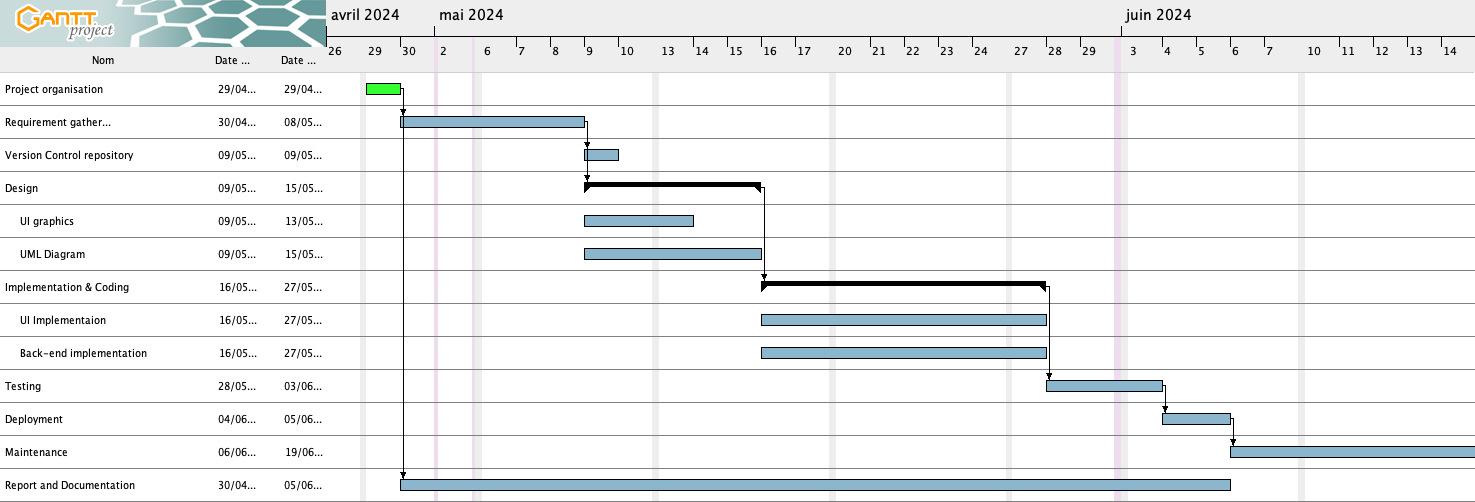 GANTT project
avril 2024 mai 2024 juin 2024
26 29 30 2 6 7 8 9 10 13 14 15 16 17 20 21 22 23 24 27 28 29 3 4 5 6 7 10 11 12 13 14
Nom Date ... Date ...
Project organisation 29/04... 29/04...
Requirement gather... 30/04... 08/05...
Version Control repository 09/05... 09/05...
Design 09/05... 15/05...
UI graphics 09/05... 13/05...
UML Diagram 09/05... 15/05...
Implementation & Coding 16/05... 27/05...
UI Implementaion 16/05... 27/05...
Back-end implementation 16/05... 27/05...
Testing 28/05... 03/06...
Deployment 04/06... 05/06...
Maintenance 06/06... 19/06...
Report and Documentation 30/04... 05/06...